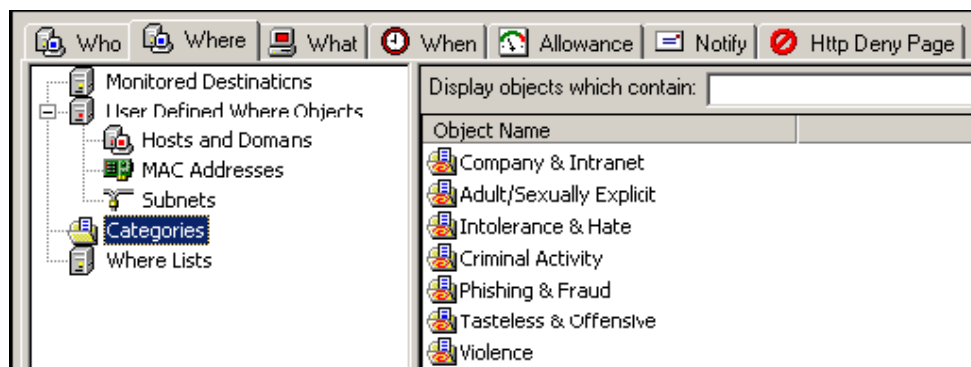 Who Where What When Allowance Notify Http Deny Page
Monitored Destinations
User Defined Where Objects
Hosts and Domans
MAC Addresses
Subnets
Categories
Where Lists
Display objects which contain:
Object Name
Company & Intranet
Adult/Sexually Explicit
Intolerance & Hate
Criminal Activity
Phishing & Fraud
Tasteless & Offensive
Violence